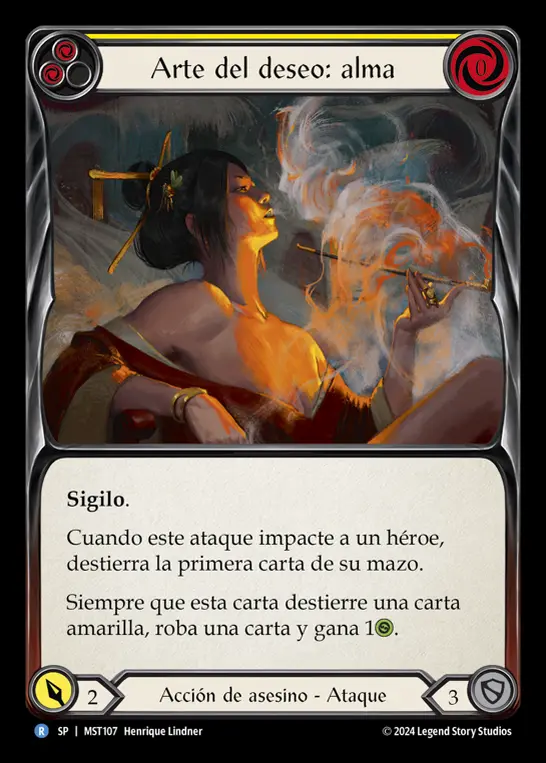 Arte del deseo: alma
0
Sigilo.
Cuando este ataque impacte a un héroe,
destierra la primera carta de su mazo.
Siempre que esta carta destierre una carta
amarilla, roba una carta y gana 1.
2
Acción de asesino - Ataque
3
R SP | MST107 Henrique Lindner
© 2024 Legend Story Studios